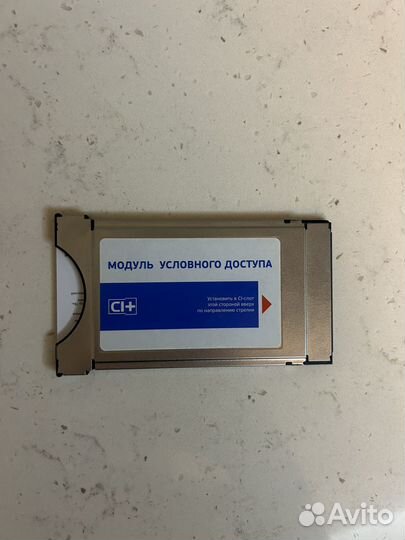 МОДУЛЬ УСЛОВНОГО ДОСТУПА
CI+
Установить в CI-слот
этой стороной вверх
по направлению стрелки
Avito